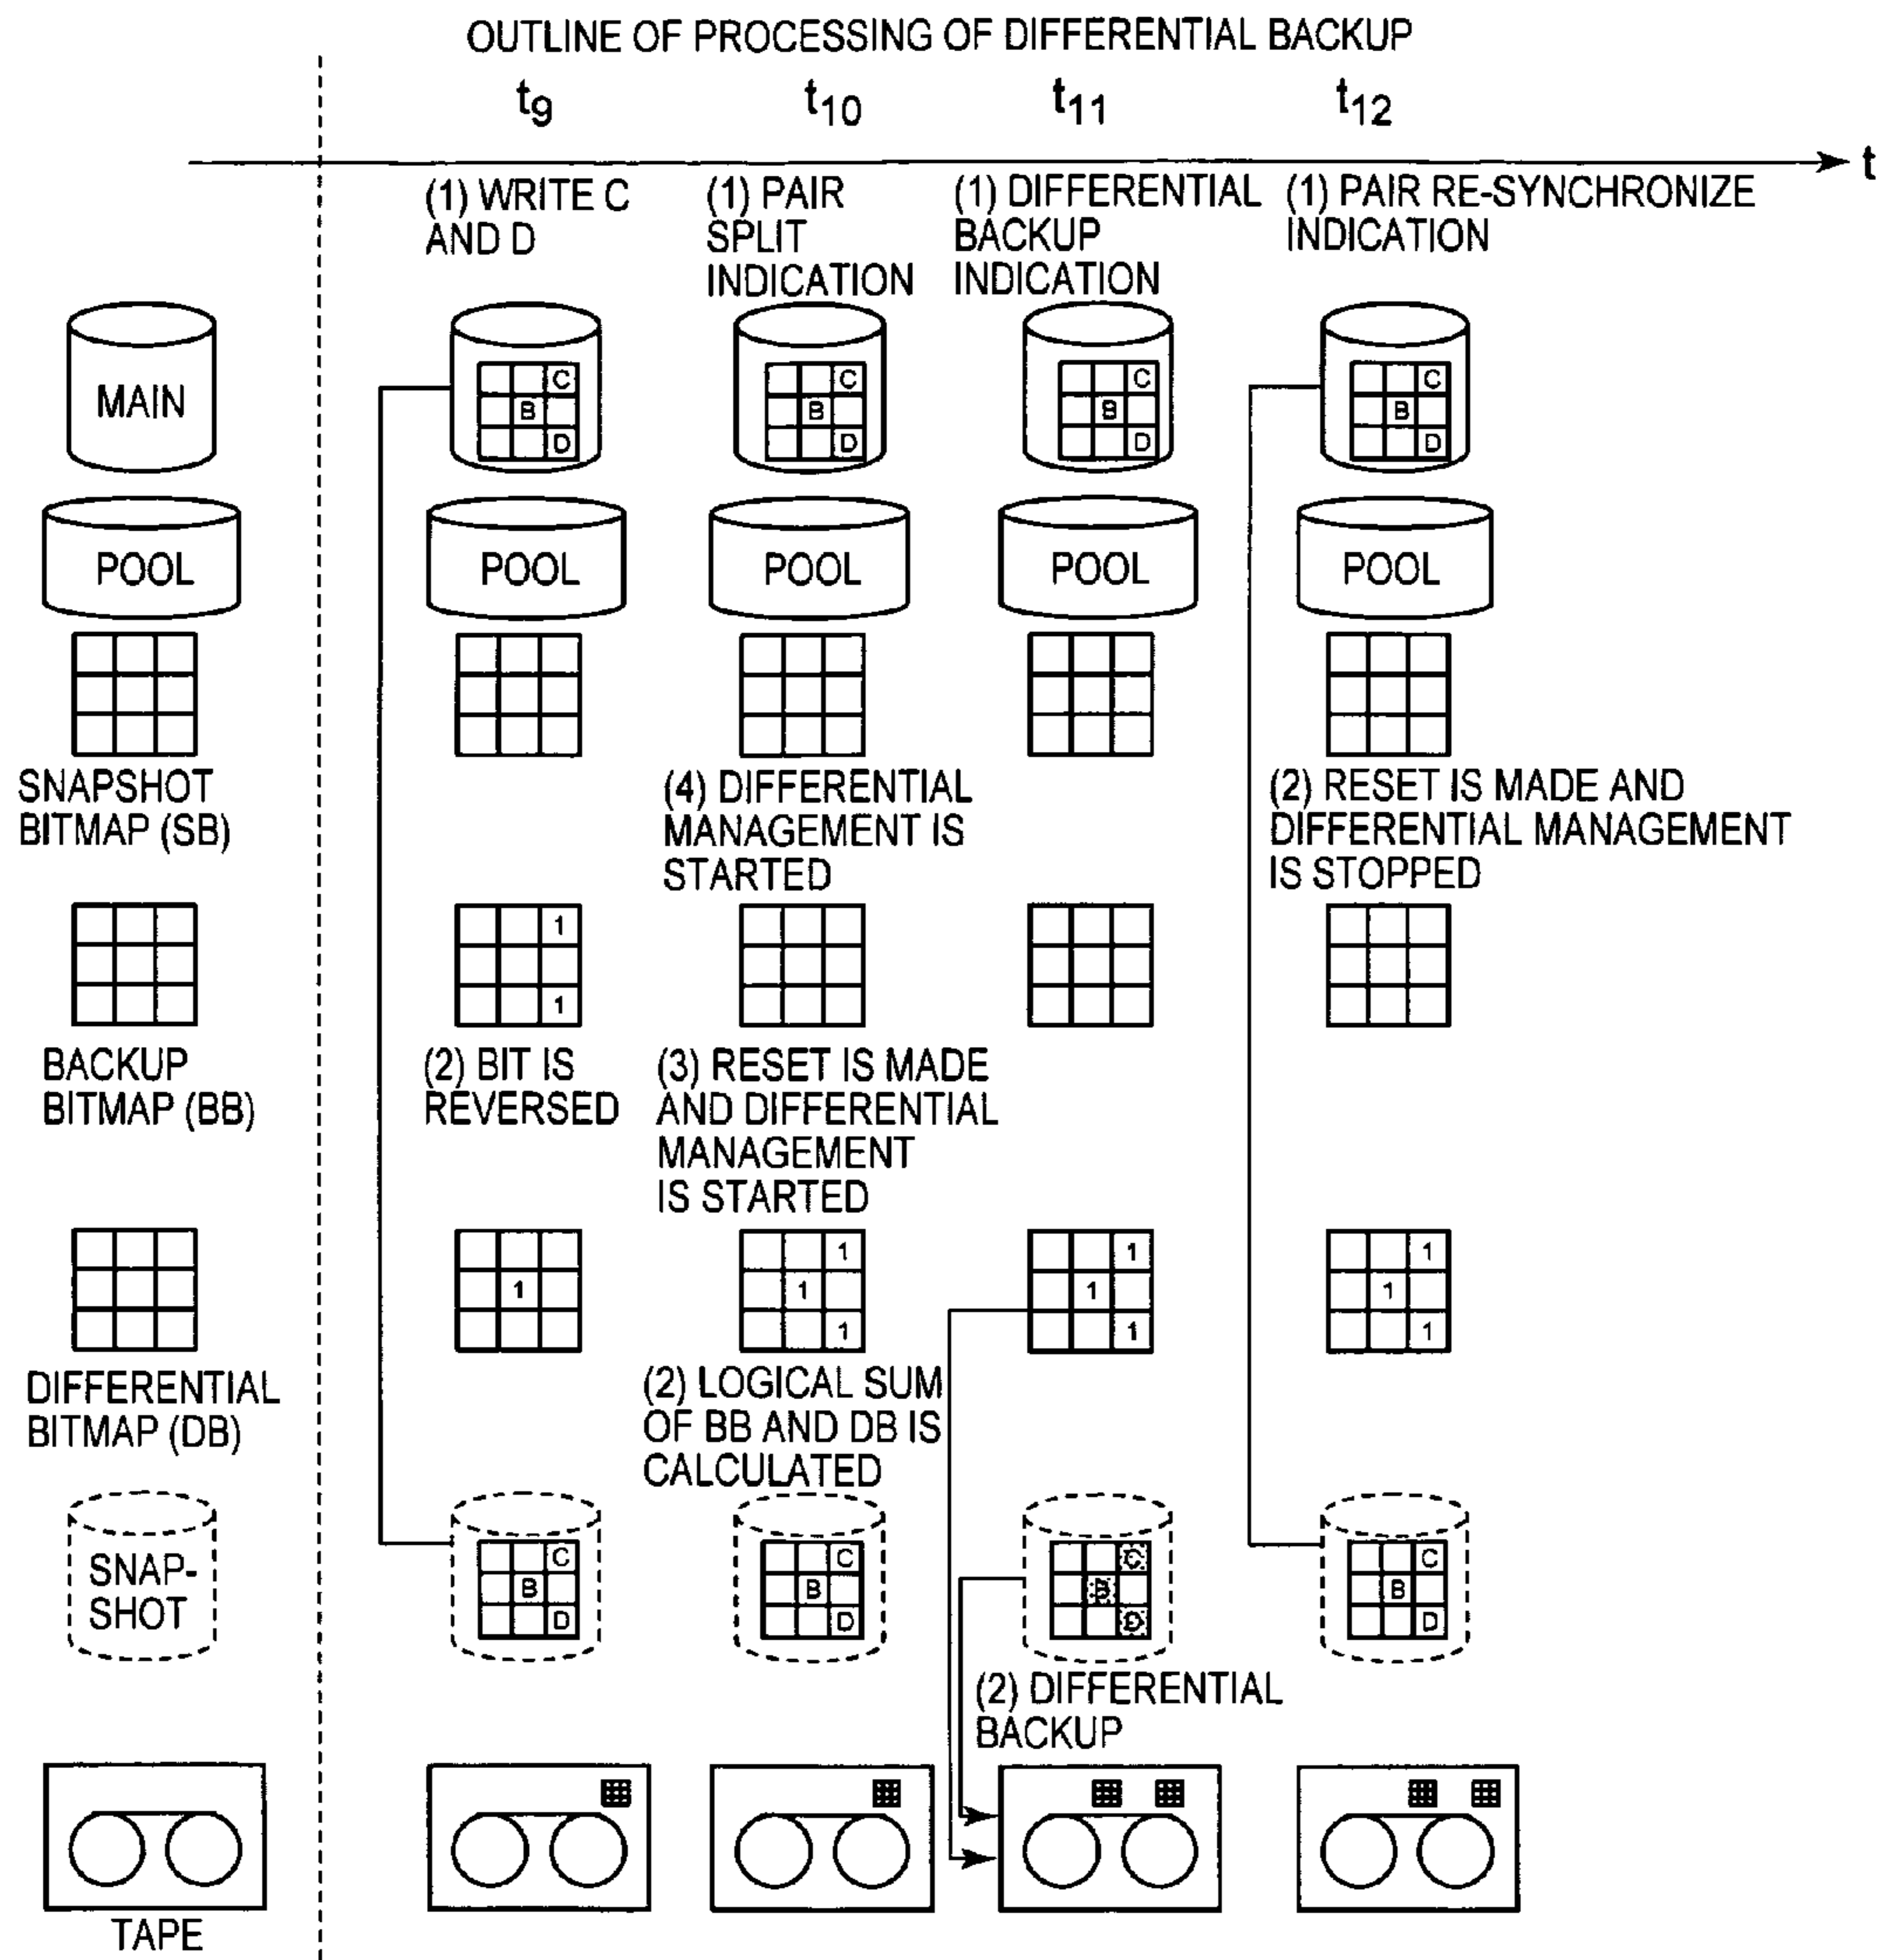 OUTLINE OF PROCESSING OF DIFFERENTIAL BACKUP
t9 t10 t11 t12
t
(1) WRITE C
AND D
(1) PAIR
SPLIT
INDICATION
(1) DIFFERENTIAL
BACKUP
INDICATION
(1) PAIR RE-SYNCHRONIZE
INDICATION
MAIN
C
B
D
C
B
D
C
B
D
C
B
D
POOL POOL POOL POOL POOL
SNAPSHOT
BITMAP (SB)
(4) DIFFERENTIAL
MANAGEMENT IS
STARTED
(2) RESET IS MADE AND
DIFFERENTIAL MANAGEMENT
IS STOPPED
1
1
BACKUP
BITMAP (BB)
(2) BIT IS
REVERSED
(3) RESET IS MADE
AND DIFFERENTIAL
MANAGEMENT
IS STARTED
1
1
1
1
1
1
1
1
1
1
DIFFERENTIAL
BITMAP (DB)
(2) LOGICAL SUM
OF BB AND DB IS
CALCULATED
SNAP-
SHOT
C
B
D
C
B
D
C
B
D
C
B
D
(2) DIFFERENTIAL
BACKUP
TAPE